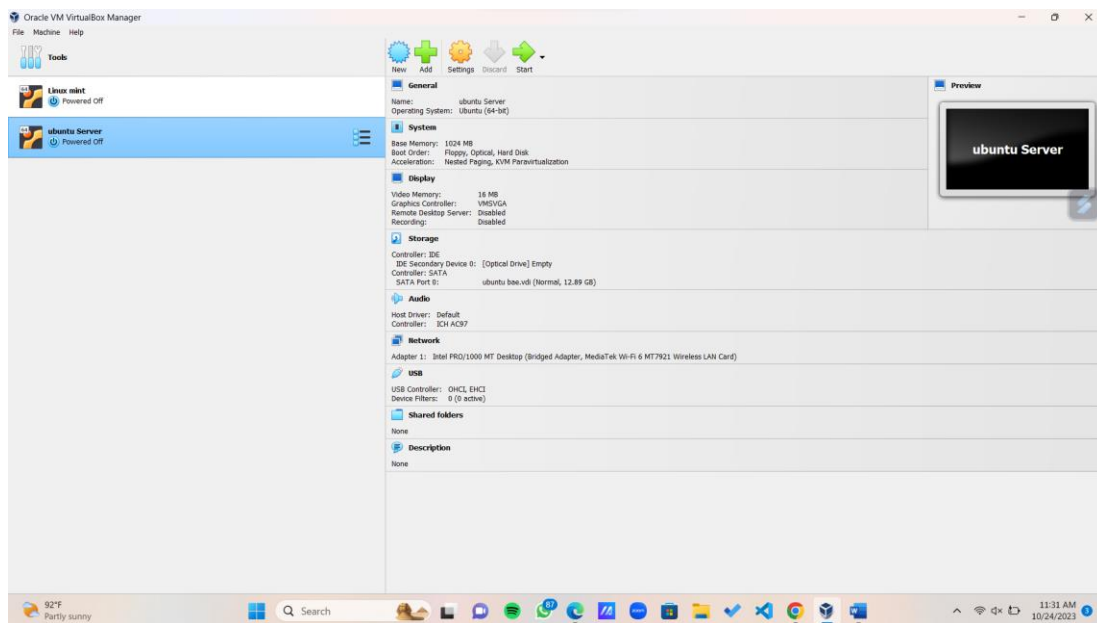 Oracle VM VirtualBox Manager
File Machine Help
Tools
New Add Settings Discard Start
Linux mint
Powered Off
ubuntu Server
Powered Off
General
Name: ubuntu Server
Operating System: Ubuntu (64-bit)
System
Base Memory: 1024 MB
Boot Order: Floppy, Optical, Hard Disk
Acceleration: Nested Paging, KVM Paravirtualization
Display
Video Memory: 16 MB
Graphics Controller: VMSVGA
Remote Desktop Server: Disabled
Recording: Disabled
Storage
Controller: IDE
IDE Secondary Device 0: [Optical Drive] Empty
Controller: SATA
SATA Port 0: ubuntu bae.vdi (Normal, 12.89 GB)
Audio
Host Driver: Default
Controller: ICH AC97
Network
Adapter 1: Intel PRO/1000 MT Desktop (Bridged Adapter, MediaTek Wi-Fi 6 MT7921 Wireless LAN Card)
USB
USB Controller: OHCI, EHCI
Device Filters: 0 (0 active)
Shared folders
None
Description
None
Preview
ubuntu Server
92°F
Partly sunny
Search
87
11:31 AM
10/24/2023
3